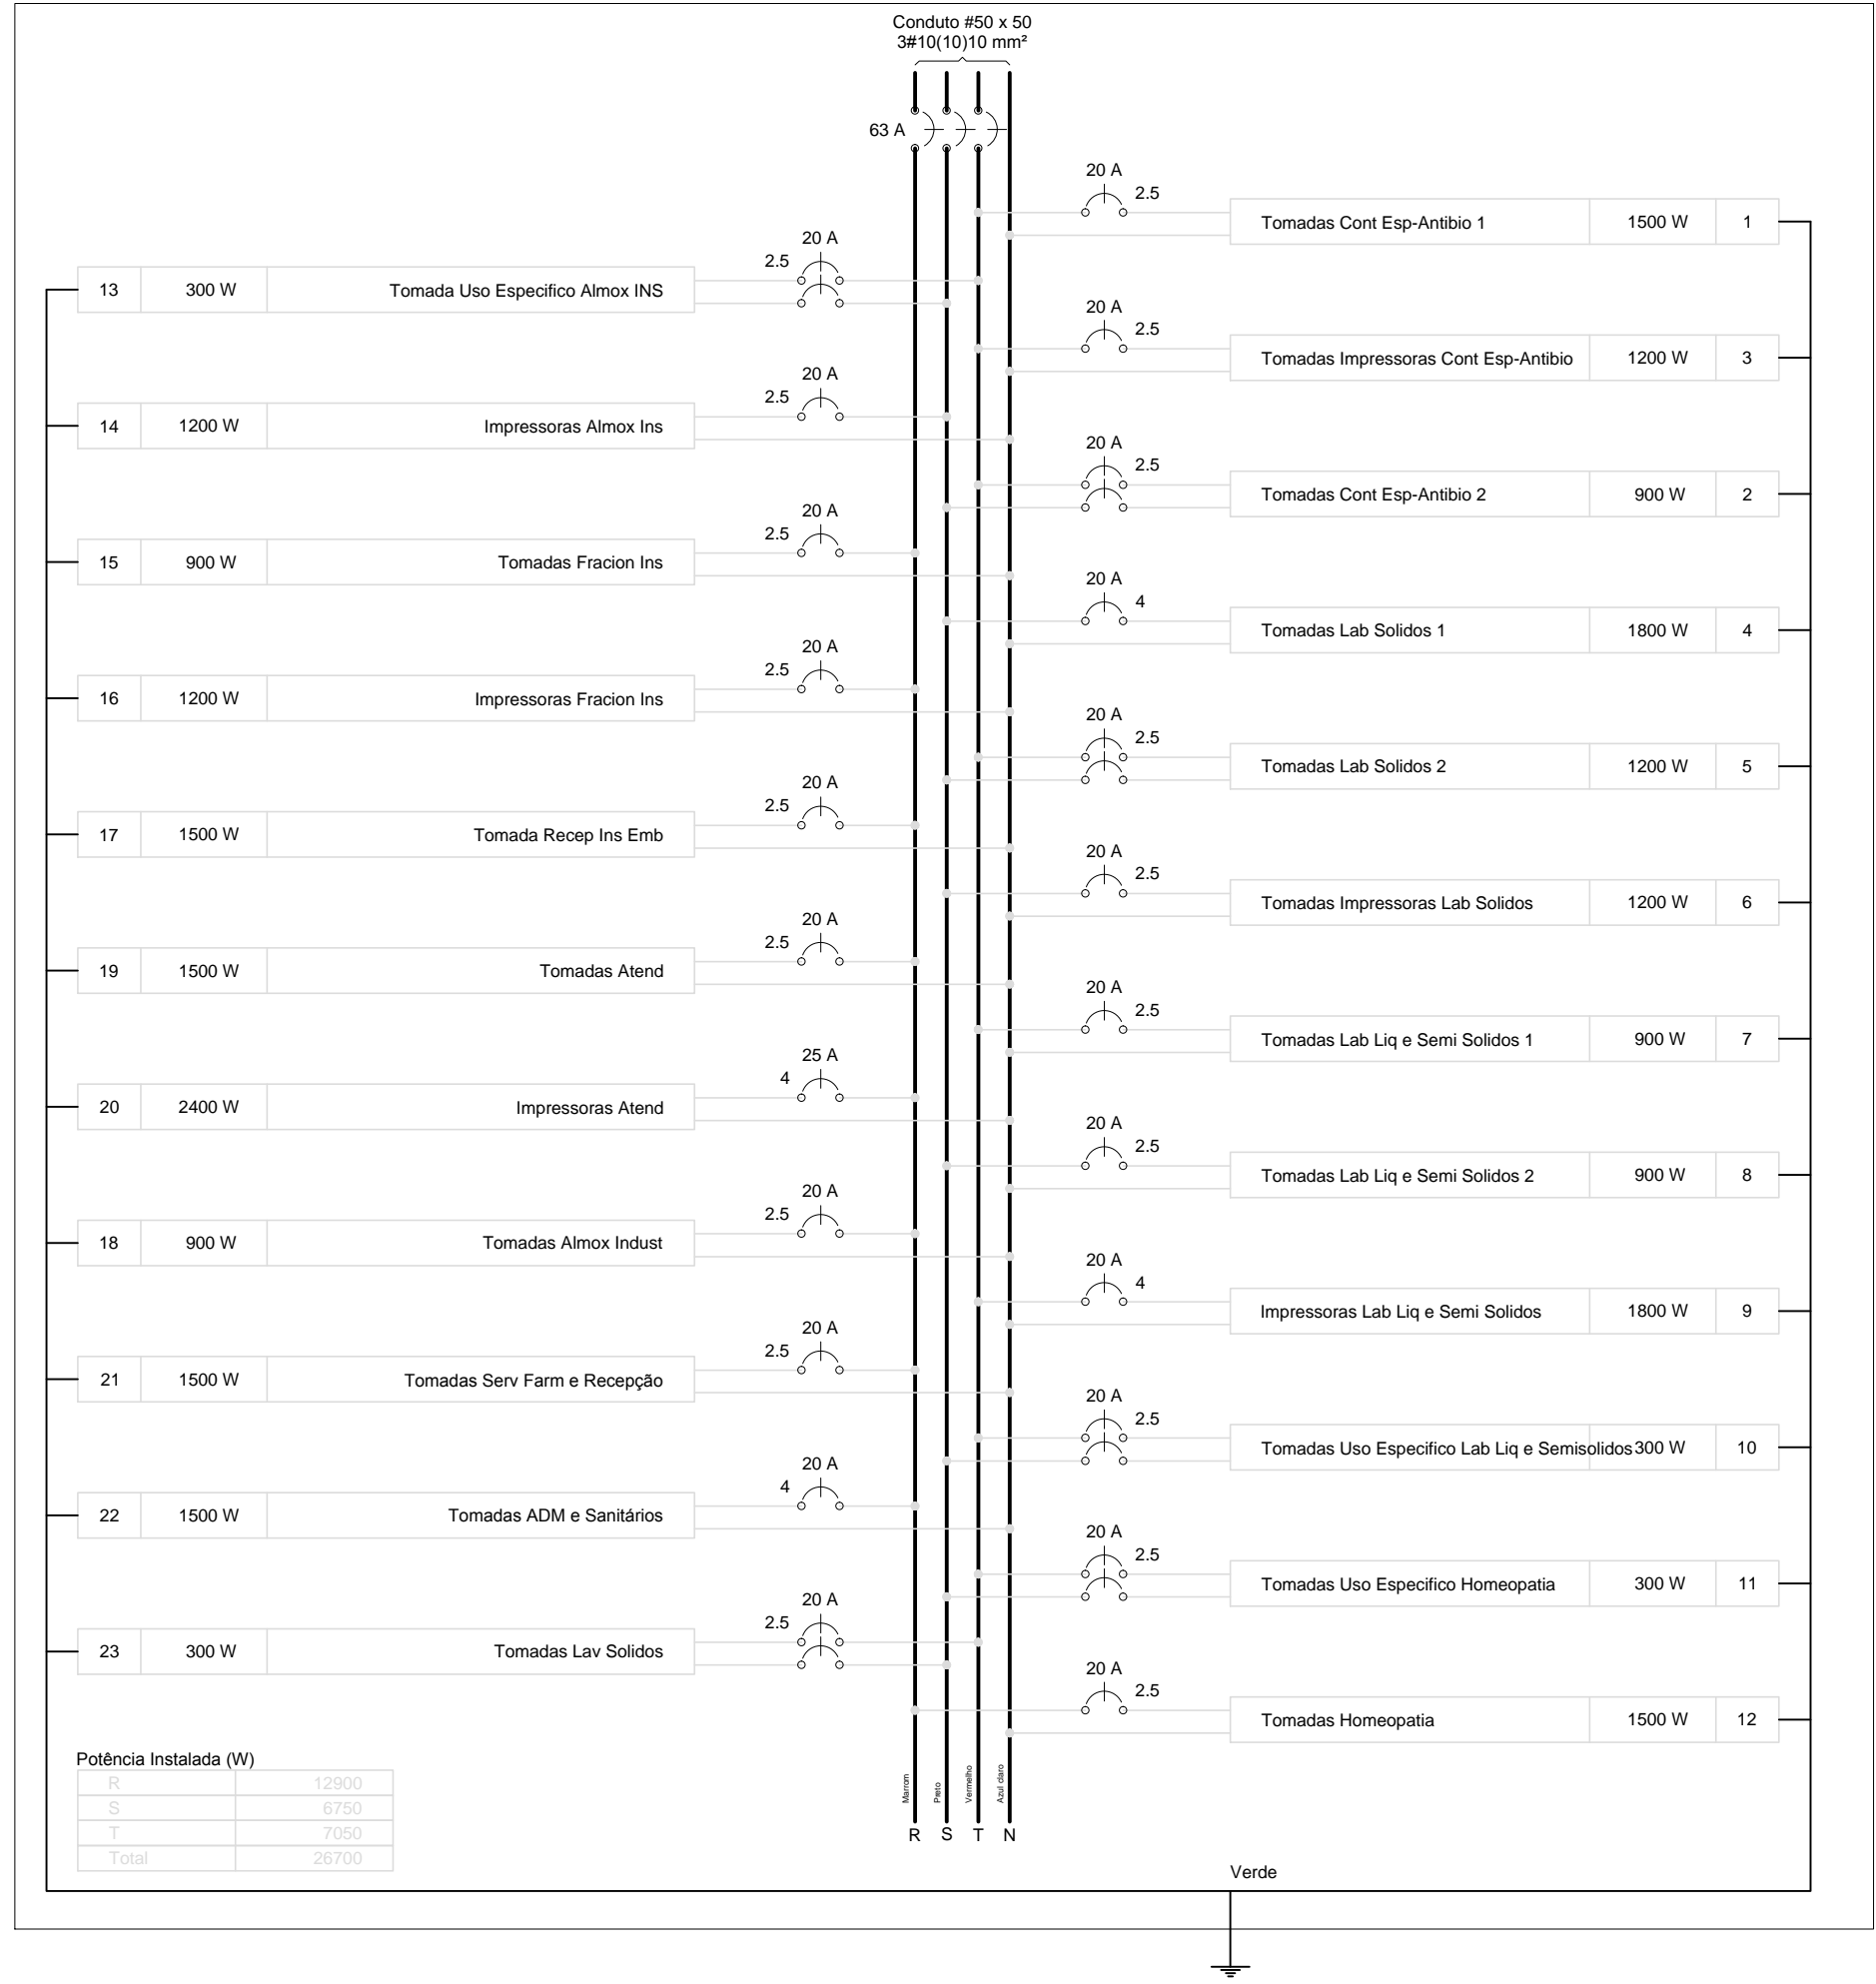 Conduto #50 x 50
3#10(10)10 mm²
63 A
20 A
2.5
Tomadas Cont Esp-Antibio 1 1500 W 1
20 A
2.5
13 300 W Tomada Uso Especifico Almox INS
20 A
2.5
Tomadas Impressoras Cont Esp-Antibio 1200 W 3
20 A
2.5
14 1200 W Impressoras Almox Ins
20 A
2.5
Tomadas Cont Esp-Antibio 2 900 W 2
20 A
2.5
15 900 W Tomadas Fracion Ins
20 A
4
Tomadas Lab Solidos 1 1800 W 4
20 A
2.5
16 1200 W Impressoras Fracion Ins
20 A
2.5
Tomadas Lab Solidos 2 1200 W 5
20 A
2.5
17 1500 W Tomada Recep Ins Emb
20 A
2.5
Tomadas Impressoras Lab Solidos 1200 W 6
20 A
2.5
19 1500 W Tomadas Atend
20 A
2.5
Tomadas Lab Liq e Semi Solidos 1 900 W 7
25 A
4
20 2400 W Impressoras Atend
20 A
2.5
Tomadas Lab Liq e Semi Solidos 2 900 W 8
20 A
2.5
18 900 W Tomadas Almox Indust
20 A
4
Impressoras Lab Liq e Semi Solidos 1800 W 9
20 A
2.5
21 1500 W Tomadas Serv Farm e Recepção
20 A
2.5
Tomadas Uso Especifico Lab Liq e Semisolidos 300 W 10
20 A
4
22 1500 W Tomadas ADM e Sanitários
20 A
2.5
Tomadas Uso Especifico Homeopatia 300 W 11
20 A
2.5
23 300 W Tomadas Lav Solidos
20 A
2.5
Tomadas Homeopatia 1500 W 12
Potência Instalada (W)
R 12900
S 6750
T 7050
Total 26700
Marrom
Preto
Vermelho
Azul claro
R S T N
Verde